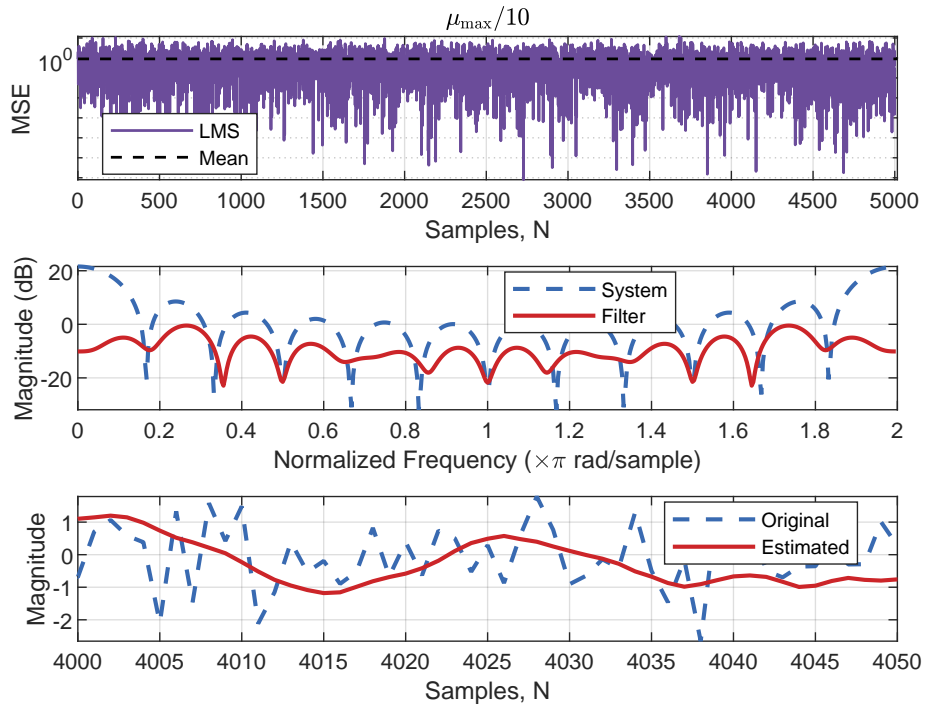 μ_max/10
MSE
10^0
LMS
Mean
0 500 1000 1500 2000 2500 3000 3500 4000 4500 5000
Samples, N
Magnitude (dB)
20
0
-20
System
Filter
0 0.2 0.4 0.6 0.8 1 1.2 1.4 1.6 1.8 2
Normalized Frequency (×π rad/sample)
Magnitude
1
0
-1
-2
Original
Estimated
4000 4005 4010 4015 4020 4025 4030 4035 4040 4045 4050
Samples, N